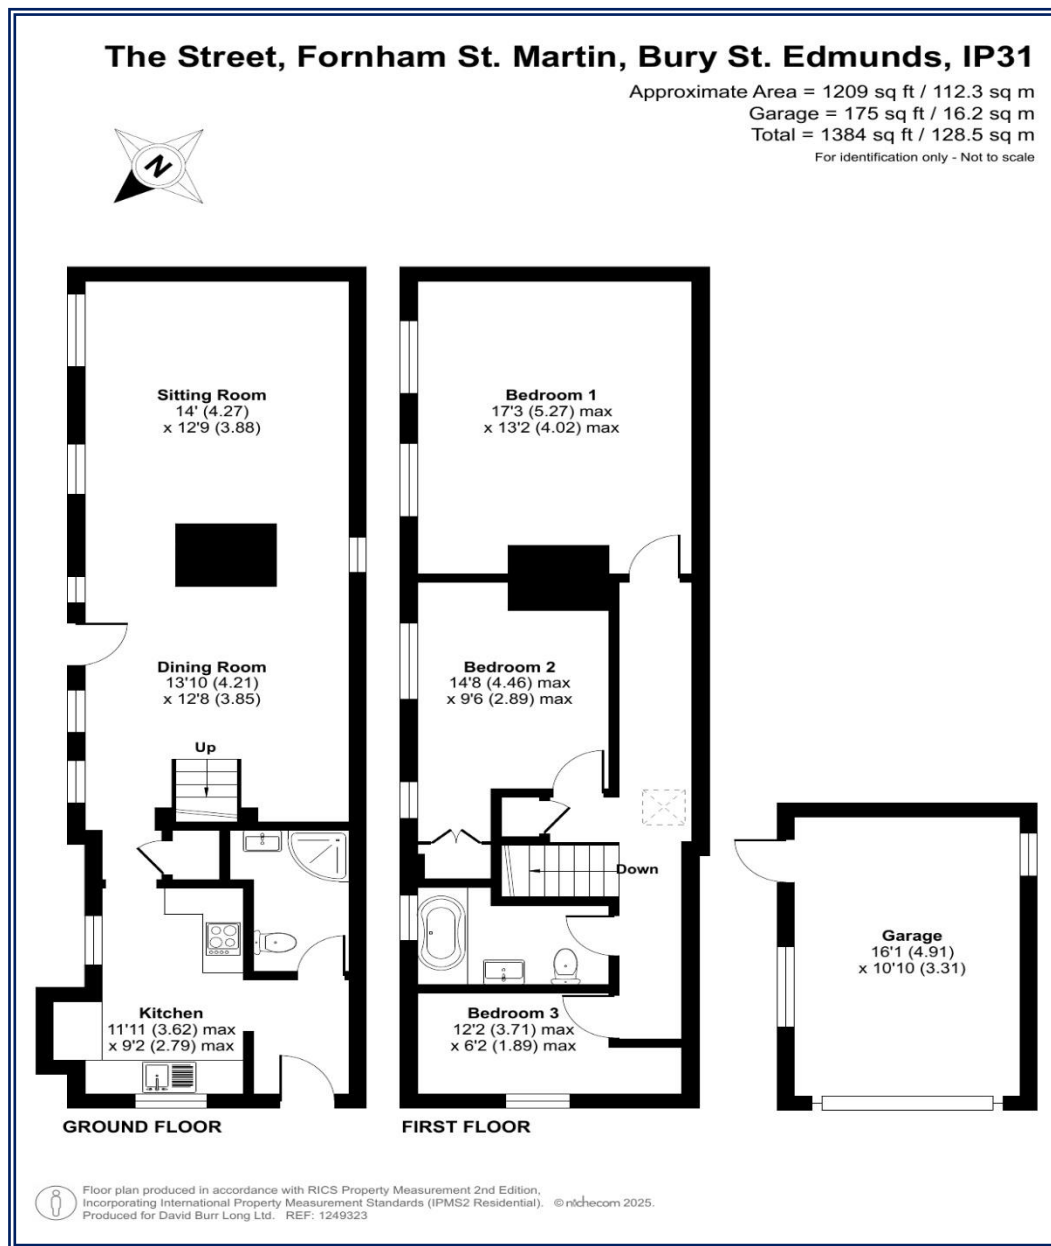 The Street, Fornham St. Martin, Bury St. Edmunds, IP31
Approximate Area = 1209 sq ft / 112.3 sq m
Garage = 175 sq ft / 16.2 sq m
Total = 1384 sq ft / 128.5 sq m
For identification only - Not to scale
N
Sitting Room
14' (4.27)
x 12'9 (3.88)
Dining Room
13'10 (4.21)
x 12'8 (3.85)
Up
Kitchen
11'11 (3.62) max
x 9'2 (2.79) max
GROUND FLOOR
Bedroom 1
17'3 (5.27) max
x 13'2 (4.02) max
Bedroom 2
14'8 (4.46) max
x 9'6 (2.89) max
Down
Bedroom 3
12'2 (3.71) max
x 6'2 (1.89) max
FIRST FLOOR
Garage
16'1 (4.91)
x 10'10 (3.31)
Floor plan produced in accordance with RICS Property Measurement 2nd Edition,
Incorporating International Property Measurement Standards (IPMS2 Residential). © nichecom 2025.
Produced for David Burr Long Ltd. REF: 1249323